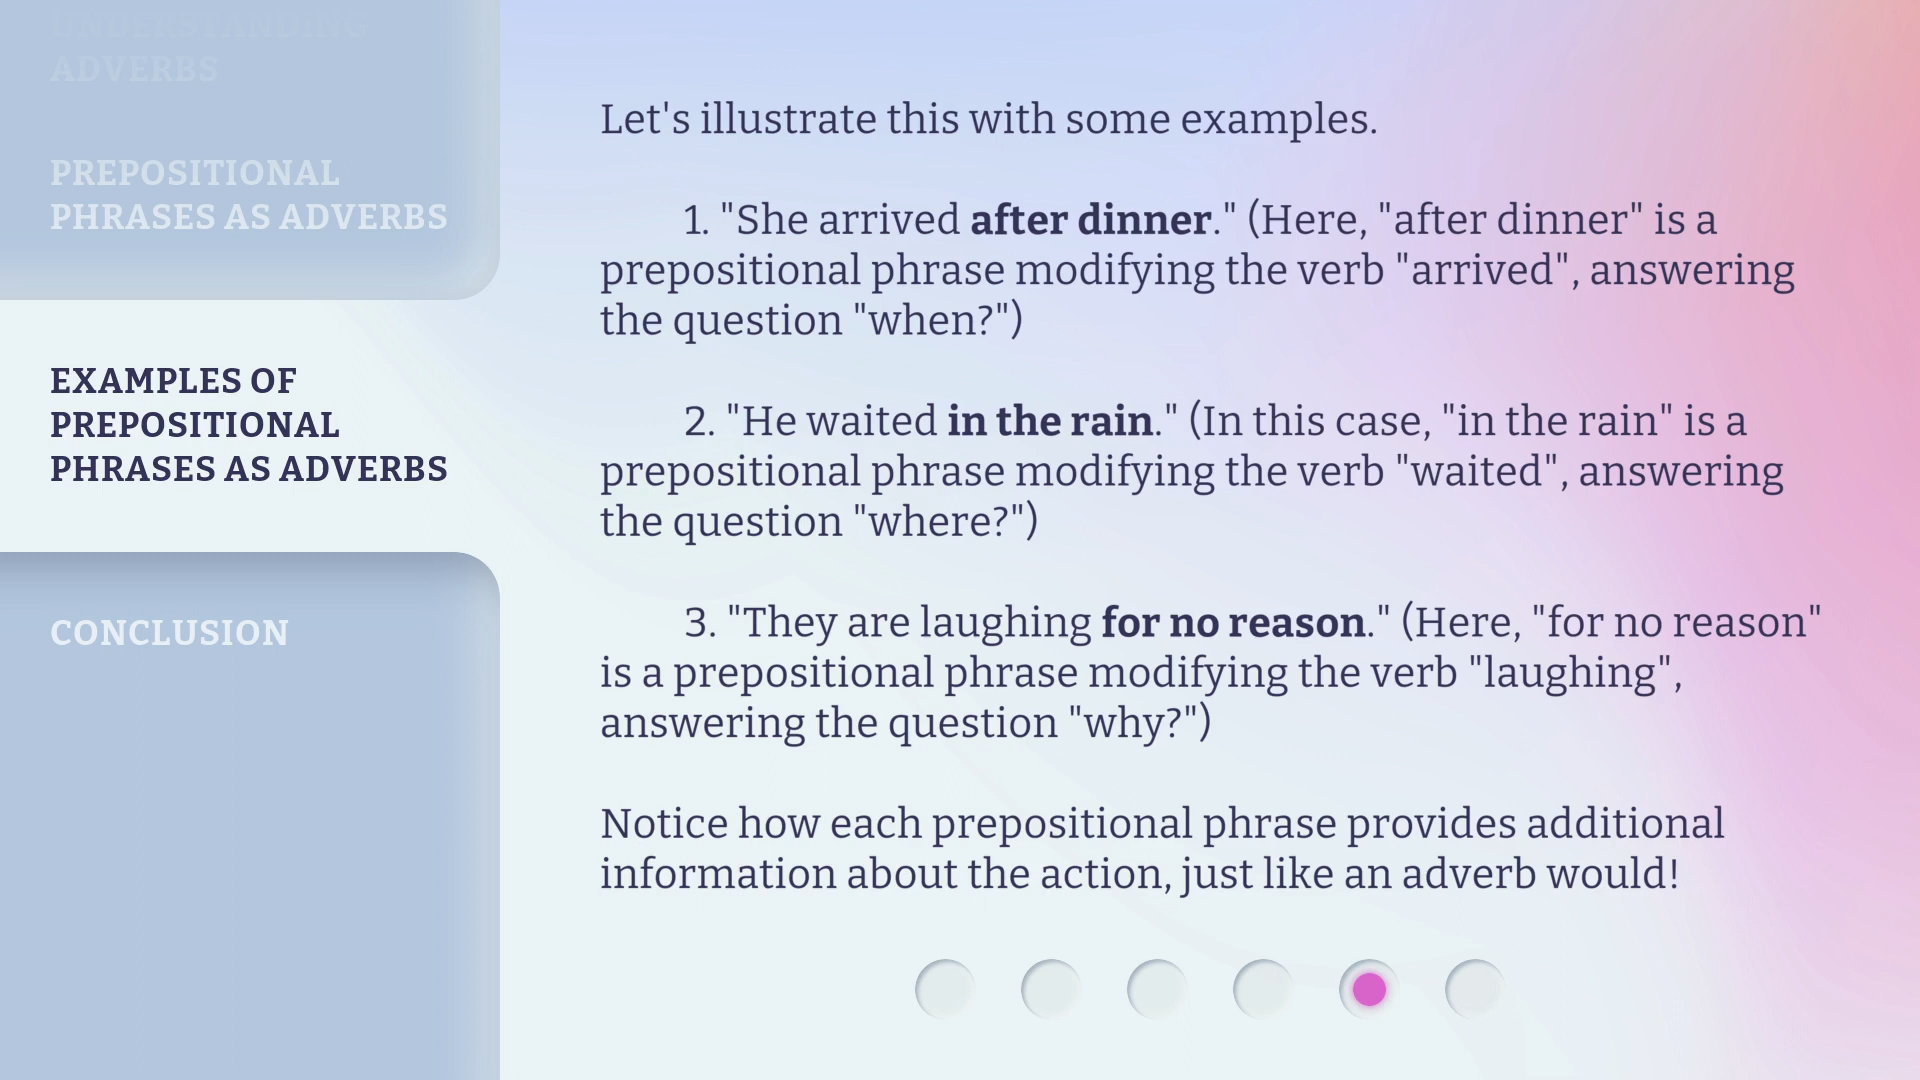 UNDERSTANDING
ADVERBS
PREPOSITIONAL
PHRASES AS ADVERBS
EXAMPLES OF
PREPOSITIONAL
PHRASES AS ADVERBS
CONCLUSION
Let's illustrate this with some examples.
1. "She arrived after dinner." (Here, "after dinner" is a
prepositional phrase modifying the verb "arrived", answering
the question "when?")
2. "He waited in the rain." (In this case, "in the rain" is a
prepositional phrase modifying the verb "waited", answering
the question "where?")
3. "They are laughing for no reason." (Here, "for no reason"
is a prepositional phrase modifying the verb "laughing",
answering the question "why?")
Notice how each prepositional phrase provides additional
information about the action, just like an adverb would!